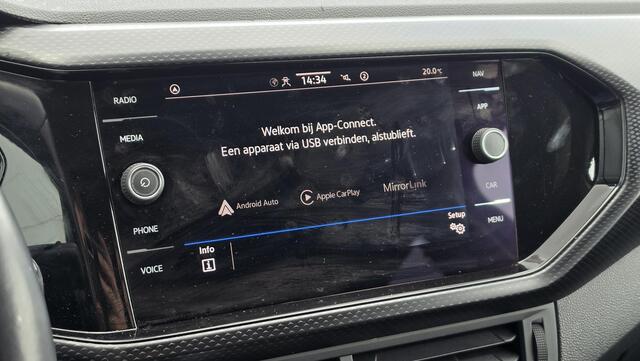 RADIO
MEDIA
PHONE
VOICE
14:34
2
20.0°C
Welkom bij App-Connect.
Een apparaat via USB verbinden, alstublieft.
Android Auto
Apple CarPlay
MirrorLink
Info
Setup
NAV
APP
CAR
MENU